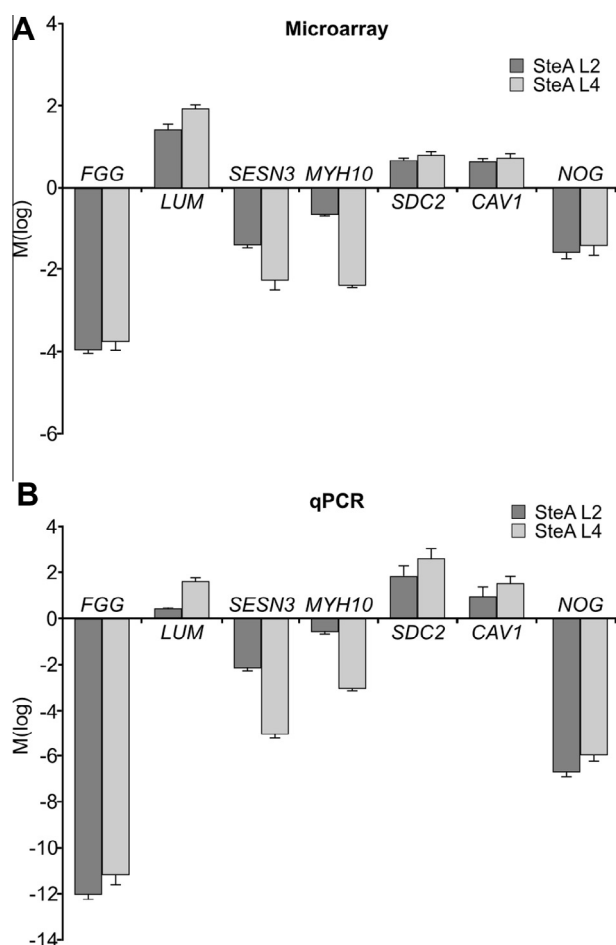 A
Microarray
SteA L2
SteA L4
4
2
0
-2
-4
-6
M(log)
FGG
LUM
SESN3
MYH10
SDC2
CAV1
NOG
B
qPCR
SteA L2
SteA L4
4
2
0
-2
-4
-6
-8
-10
-12
-14
M(log)
FGG
LUM
SESN3
MYH10
SDC2
CAV1
NOG